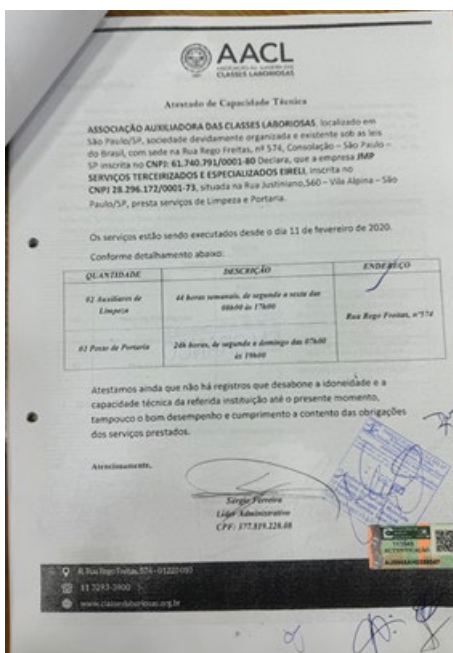 AACL
ASSOCIAÇÃO AUXILIADORA DAS
CLASSES LABORIOSAS
Atestado de Capacidade Técnica
ASSOCIAÇÃO AUXILIADORA DAS CLASSES LABORIOSAS, localizado em
São Paulo/SP, sociedade devidamente organizada e existente sob as leis
do Brasil, com sede na Rua Rego Freitas, nº 574, Consolação – São Paulo –
SP inscrita no CNPJ: 61.740.791/0001-80 Declara, que a empresa JMP
SERVIÇOS TERCEIRIZADOS E ESPECIALIZADOS EIRELI, inscrita no
CNPJ 28.296.172/0001-73, situada na Rua Justiniano,560 – Vila Alpina – São
Paulo/SP, presta serviços de Limpeza e Portaria.
Os serviços estão sendo executados desde o dia 11 de fevereiro de 2020.
Conforme detalhamento abaixo:
QUANTIDADE DESCRIÇÃO ENDEREÇO
02 Auxiliares de Limpeza
44 horas semanais, de segunda a sexta das 08h00 às 17h00
Rua Rego Freitas, nº574
01 Posto de Portaria
24h horas, de segunda a domingo das 07h00 às 19h00
Atestamos ainda que não há registros que desabone a idoneidade e a
capacidade técnica da referida instituição até o presente momento,
tampouco o bom desempenho e cumprimento a contento das obrigações
dos serviços prestados.
Atenciosamente,
Sérgio Ferreira
Líder Administrativo
CPF: 377.819.228.08
R. Rua Rego Freitas, 574 - 01220-010
11 3293-3900
www.classeslaboriosas.org.br
AUTENTICAÇÃO